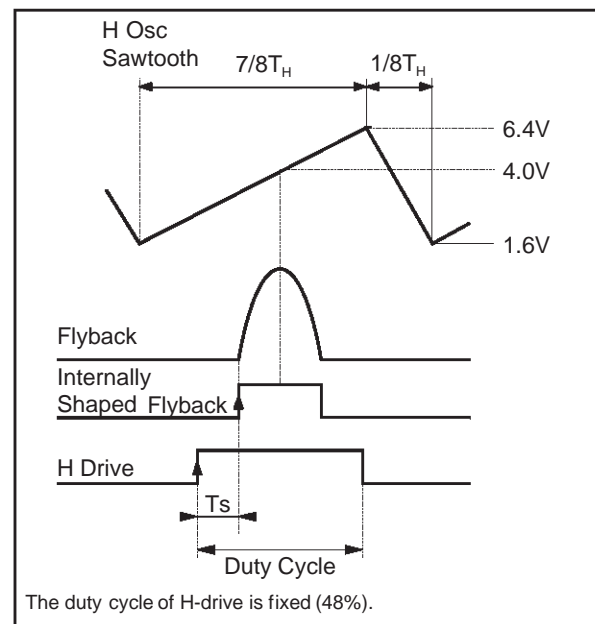 H Osc
Sawtooth
7/8T_H
1/8T_H
6.4V
4.0V
1.6V
Flyback
Internally
Shaped Flyback
H Drive
Ts
Duty Cycle
The duty cycle of H-drive is fixed (48%).